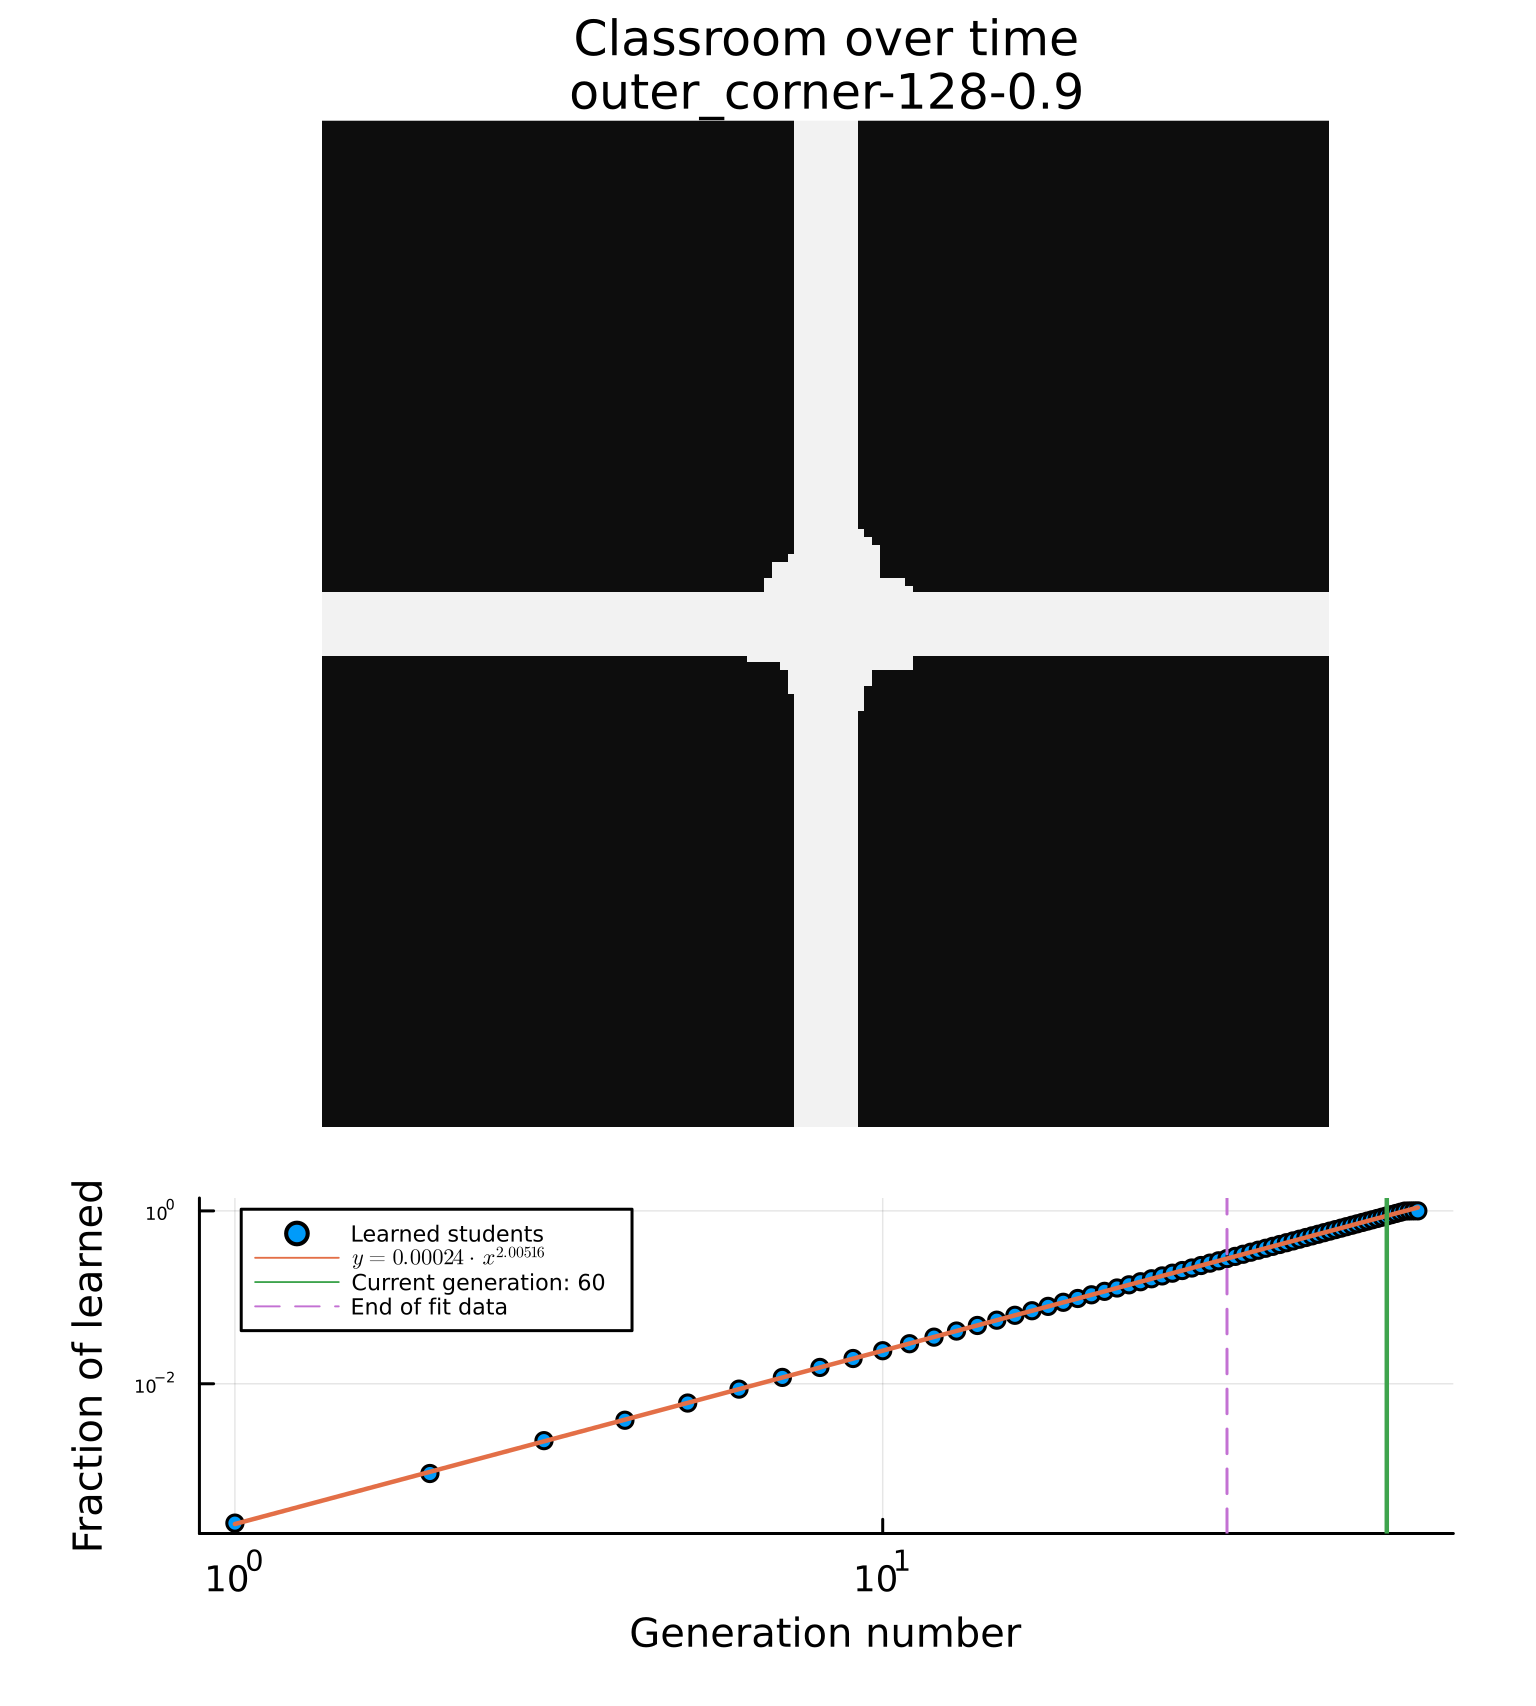 Classroom over time
outer_corner-128-0.9
Fraction of learned
10⁰
10⁻²
Learned students
y = 0.00024 · x^2.00516
Current generation: 60
End of fit data
10⁰
10¹
Generation number